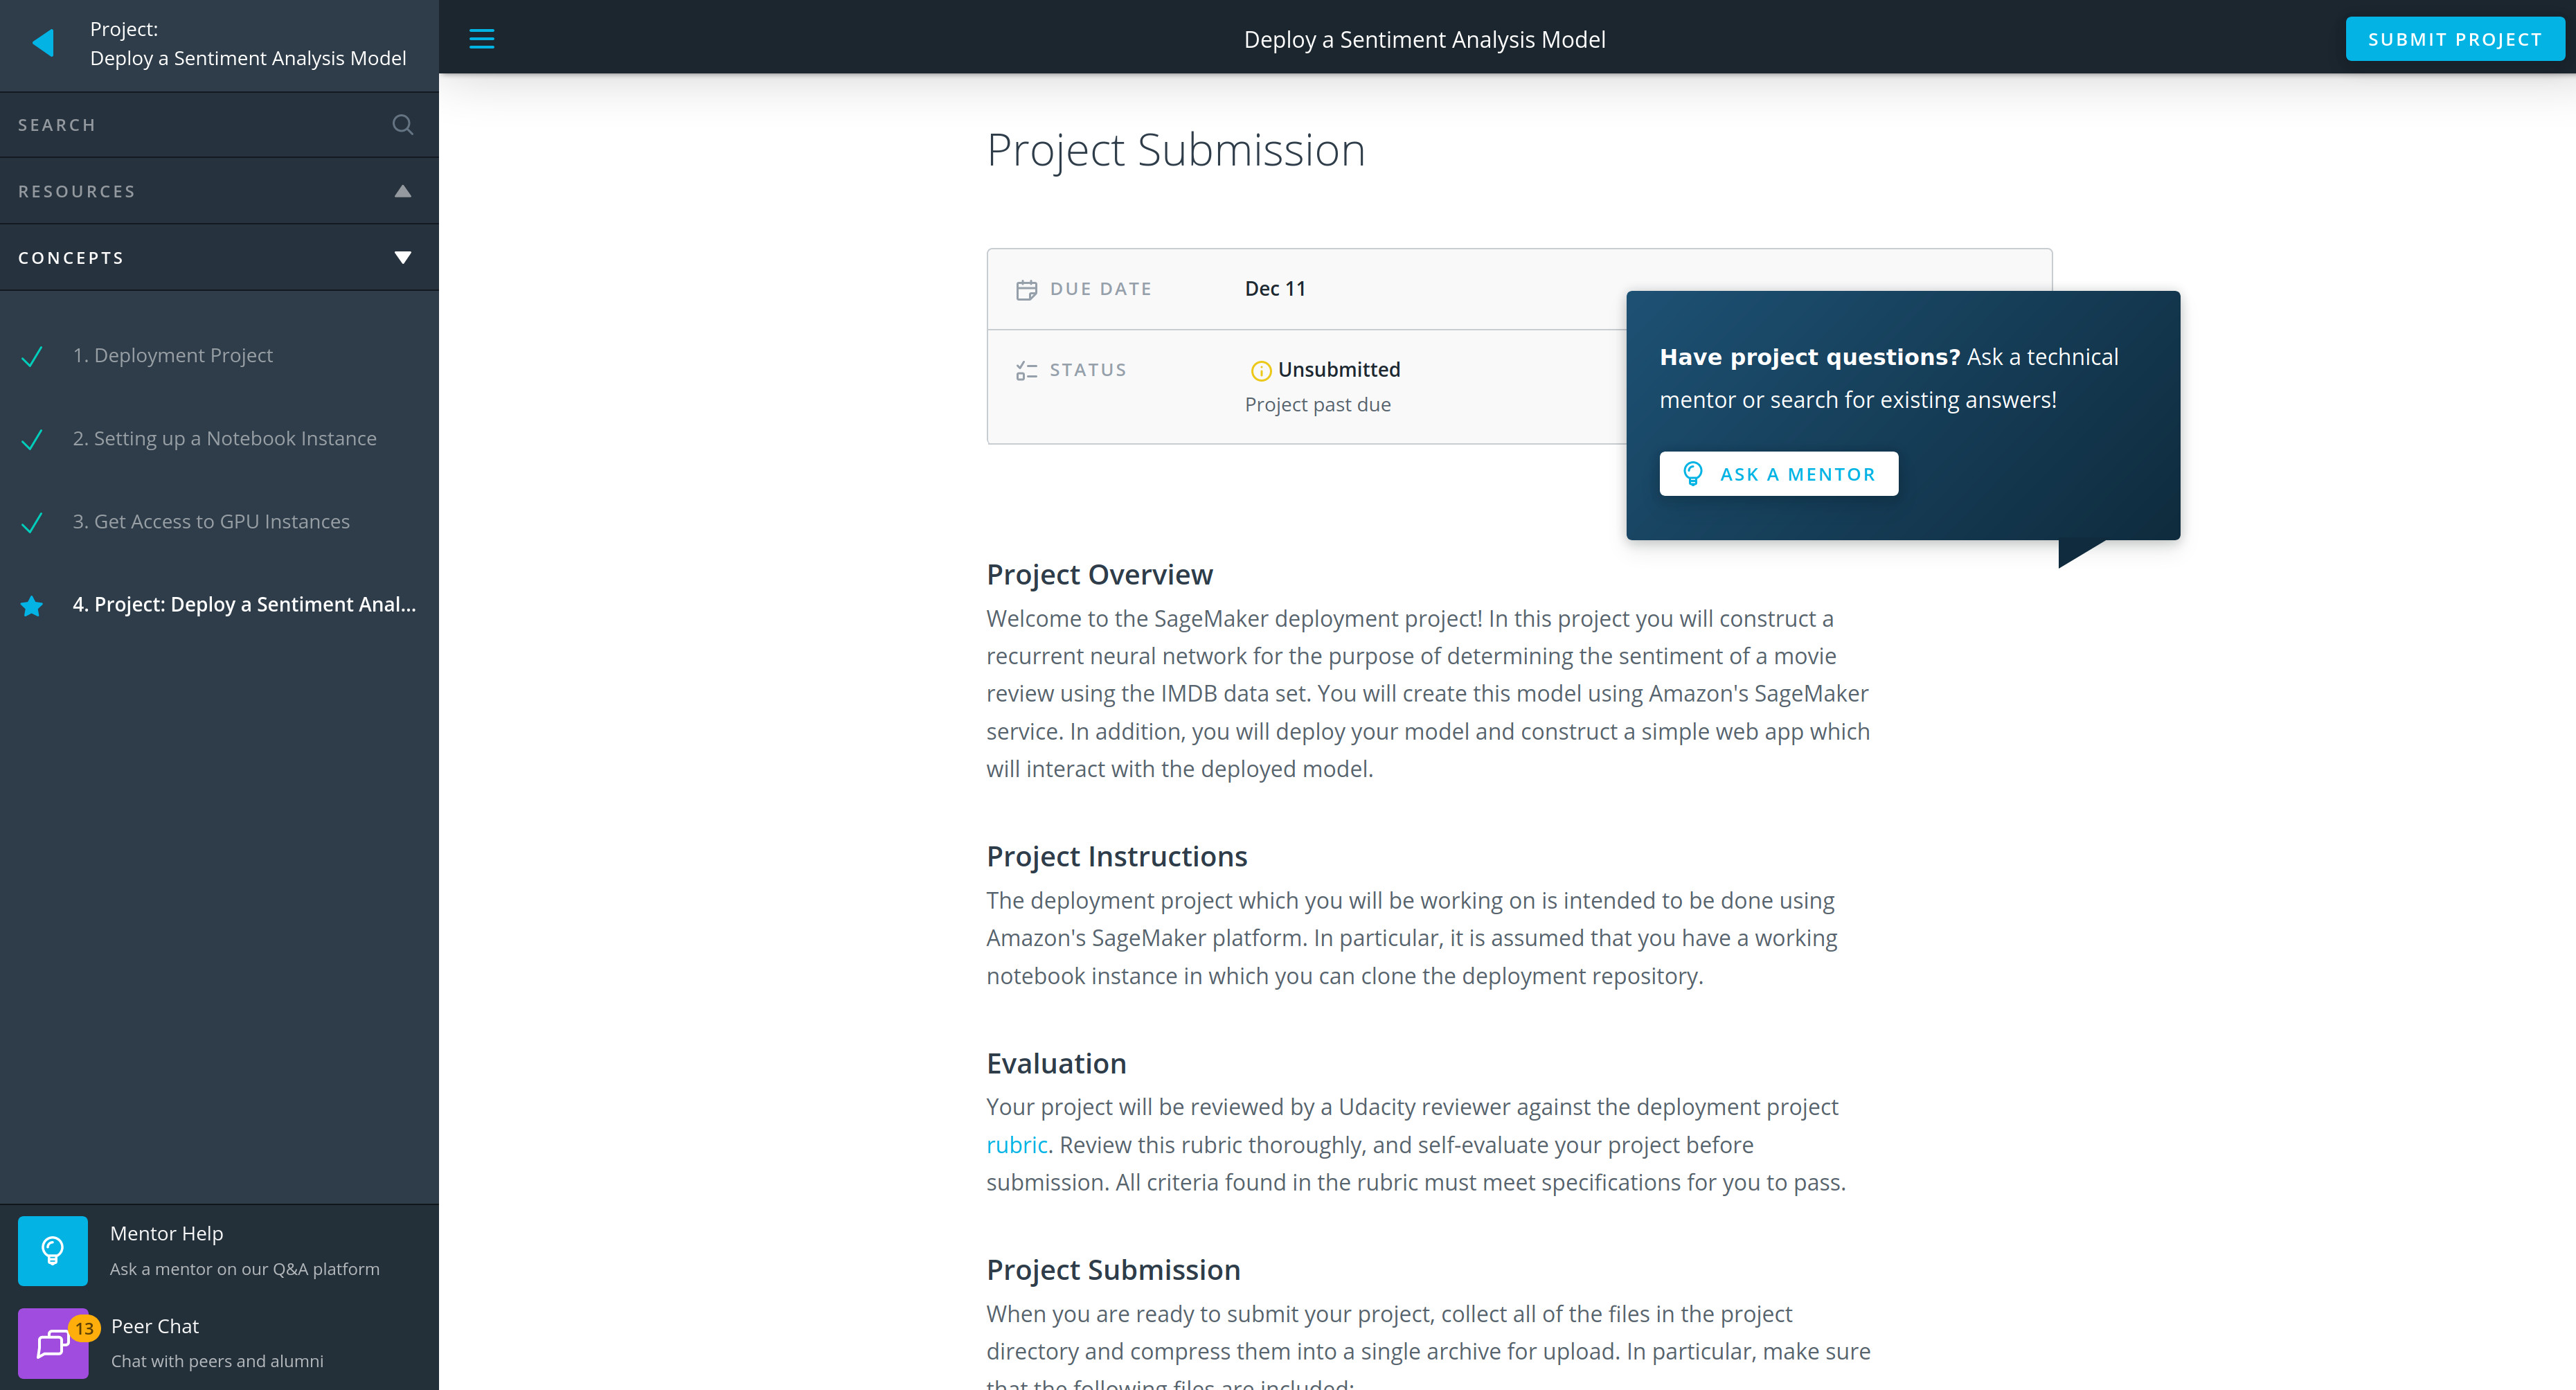 Project:
Deploy a Sentiment Analysis Model
SEARCH
RESOURCES
CONCEPTS
1. Deployment Project
2. Setting up a Notebook Instance
3. Get Access to GPU Instances
4. Project: Deploy a Sentiment Anal...
Mentor Help
Ask a mentor on our Q&A platform
13
Peer Chat
Chat with peers and alumni
Deploy a Sentiment Analysis Model
SUBMIT PROJECT
Project Submission
DUE DATE
Dec 11
STATUS
Unsubmitted
Project past due
Have project questions? Ask a technical
mentor or search for existing answers!
ASK A MENTOR
Project Overview
Welcome to the SageMaker deployment project! In this project you will construct a
recurrent neural network for the purpose of determining the sentiment of a movie
review using the IMDB data set. You will create this model using Amazon's SageMaker
service. In addition, you will deploy your model and construct a simple web app which
will interact with the deployed model.
Project Instructions
The deployment project which you will be working on is intended to be done using
Amazon's SageMaker platform. In particular, it is assumed that you have a working
notebook instance in which you can clone the deployment repository.
Evaluation
Your project will be reviewed by a Udacity reviewer against the deployment project
rubric. Review this rubric thoroughly, and self-evaluate your project before
submission. All criteria found in the rubric must meet specifications for you to pass.
Project Submission
When you are ready to submit your project, collect all of the files in the project
directory and compress them into a single archive for upload. In particular, make sure
that the following files are included: